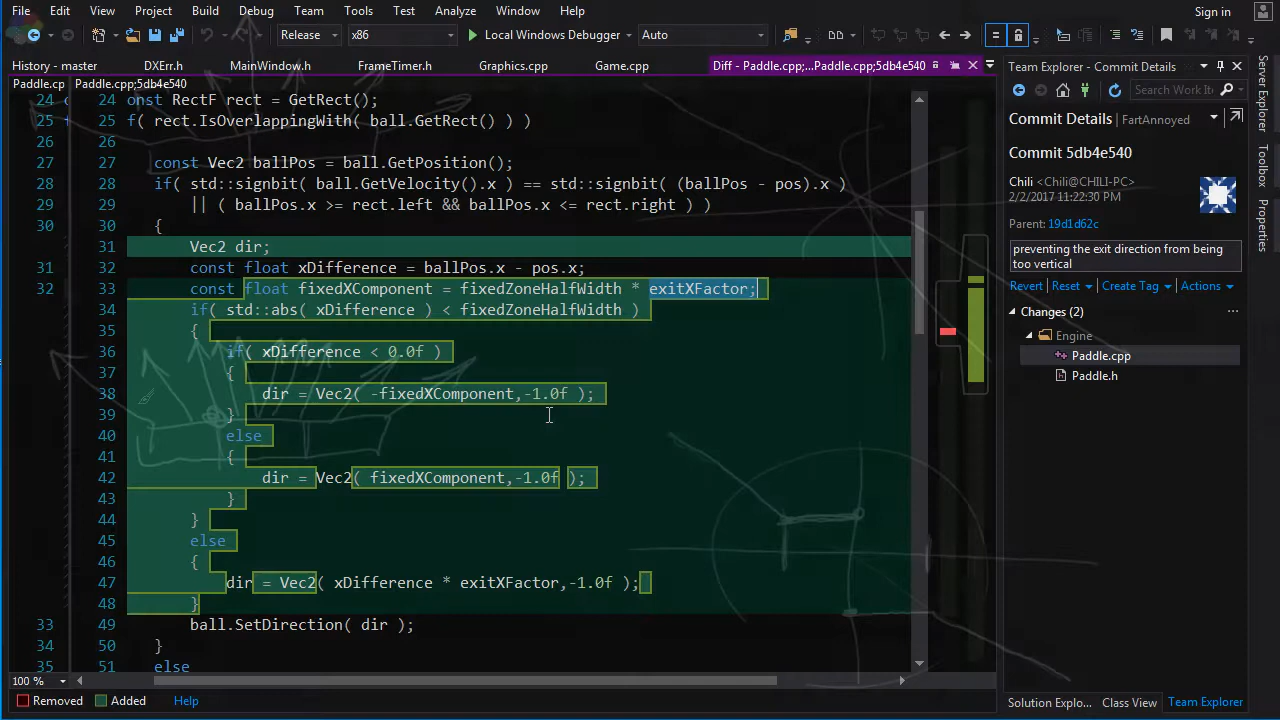 File Edit View Project Build Debug Team Tools Test Analyze Window Help Sign in
Release x86 Local Windows Debugger Auto
History - master DXErr.h MainWindow.h FrameTimer.h Graphics.cpp Game.cpp Diff - Paddle.cpp;...Paddle.cpp;5db4e540
Paddle.cp Paddle.cpp;5db4e540
24 c 24 onst RectF rect = GetRect();
25 f 25 f( rect.IsOverlappingWith( ball.GetRect() ) )
26 26
27 27 const Vec2 ballPos = ball.GetPosition();
28 28 if( std::signbit( ball.GetVelocity().x ) == std::signbit( (ballPos - pos).x )
29 29 || ( ballPos.x >= rect.left && ballPos.x <= rect.right ) )
30 30 {
31 Vec2 dir;
31 32 const float xDifference = ballPos.x - pos.x;
32 33 const float fixedXComponent = fixedZoneHalfWidth * exitXFactor;
34 if( std::abs( xDifference ) < fixedZoneHalfWidth )
35 {
36 if( xDifference < 0.0f )
37 {
38 dir = Vec2( -fixedXComponent,-1.0f );
39 }
40 else
41 {
42 dir = Vec2( fixedXComponent,-1.0f );
43 }
44 }
45 else
46 {
47 dir = Vec2( xDifference * exitXFactor,-1.0f );
48 }
33 49 ball.SetDirection( dir );
34 50 }
35 51 else
100 %
Removed Added Help
Team Explorer - Commit Details
Search Work Ite
Commit Details FartAnnoyed
Commit 5db4e540
Chili <Chili@CHILI-PC>
2/2/2017 11:22:30 PM
Parent: 19d1d62c
preventing the exit direction from being
too vertical
Revert Reset Create Tag Actions
Changes (2)
Engine
Paddle.cpp
Paddle.h
Solution Explo... Class View Team Explorer
Server Explorer
Toolbox
Properties